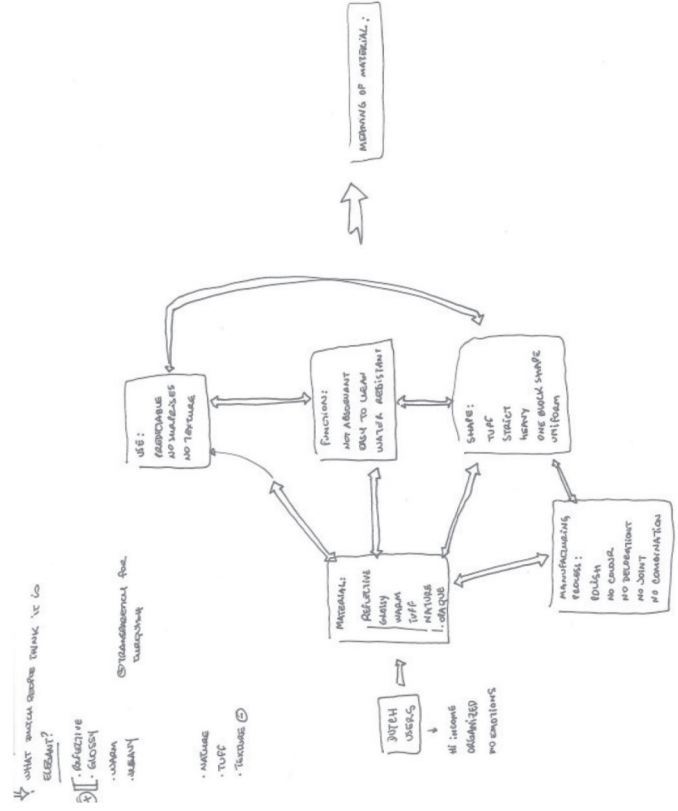 WHAT DUTCH PEOPLE THINK IT IS
ELEGANT?
+ [ · REFLECTIVE
· GLOSSY
· WARM
· HEAVY
TRANSPARENCY FOR
TURQUISH
· NATURE
· TUFF
· TEXTURE -
DUTCH
USERS
HI INCOME
ORGANIZED
NO EMOTIONS
MATERIAL:
REFLECTIVE
GLOSSY
WARM
TUFF
NATURE
· OPAQUE
USE:
PREDICTABLE
NO SURPRISES
NO TEXTURE
FUNCTION:
NOT ABSORBANT
EASY TO CLEAN
WATER RESISTANT
SHAPE:
TUFF
STRICT
HEAVY
ONE BLOCK SHAPE
UNIFORM
MANUFACTURING
PROCESS:
POLISH
NO COLOUR
NO DECORATIONS
NO JOINT
NO COMBINATION
MEANING OF MATERIAL: